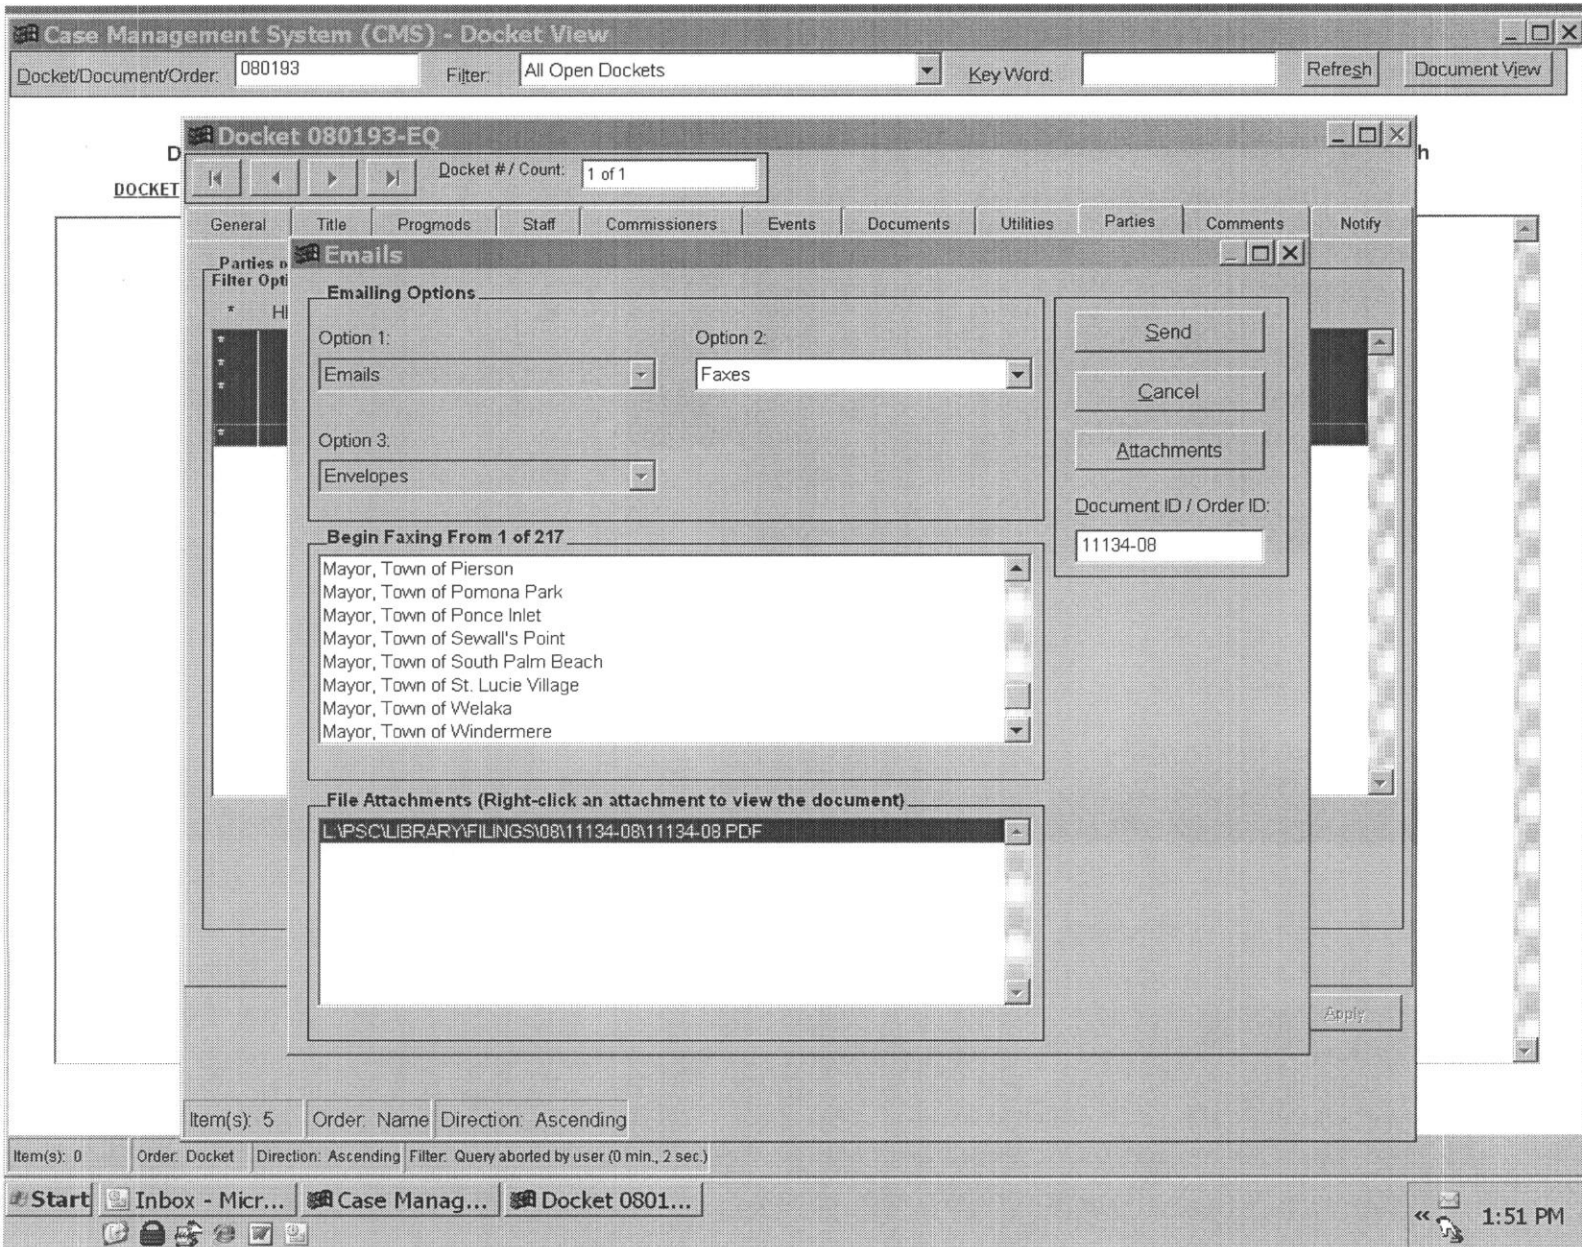 Case Management System (CMS) - Docket View
Docket/Document/Order: 080193 Filter: All Open Dockets Key Word: Refresh Document View
Docket 080193-EQ
D h
DOCKET
Docket # / Count: 1 of 1
General Title Progmods Staff Commissioners Events Documents Utilities Parties Comments Notify
Emails
Parties
Filter Opti
* HI
Emailing Options
Option 1: Option 2:
Emails Faxes
Option 3:
Envelopes
Send
Cancel
Attachments
Document ID / Order ID:
11134-08
Begin Faxing From 1 of 217
Mayor, Town of Pierson
Mayor, Town of Pomona Park
Mayor, Town of Ponce Inlet
Mayor, Town of Sewall's Point
Mayor, Town of South Palm Beach
Mayor, Town of St. Lucie Village
Mayor, Town of Welaka
Mayor, Town of Windermere
File Attachments (Right-click an attachment to view the document)
L:\PSC\LIBRARY\FILINGS\08\11134-08\11134-08.PDF
Apply
Item(s): 5 Order: Name Direction: Ascending
Item(s): 0 Order: Docket Direction: Ascending Filter: Query aborted by user (0 min., 2 sec.)
Start Inbox - Micr... Case Manag... Docket 0801... « 1:51 PM